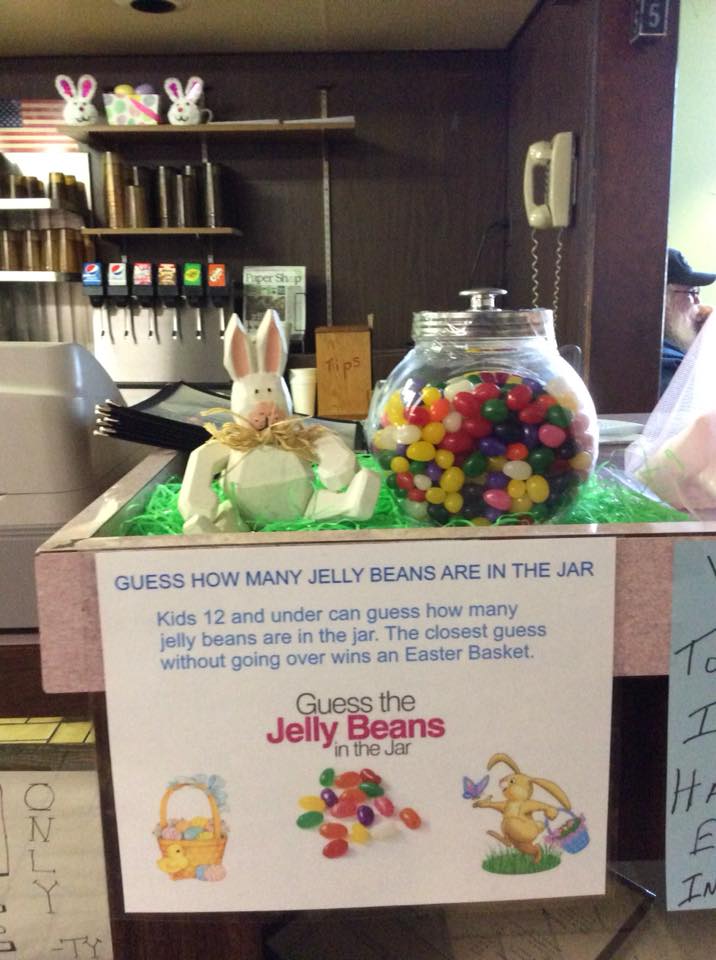 5
Paper Shop
Tips
GUESS HOW MANY JELLY BEANS ARE IN THE JAR
Kids 12 and under can guess how many
jelly beans are in the jar. The closest guess
without going over wins an Easter Basket.
Guess the
Jelly Beans
in the Jar
ONLY
-TY